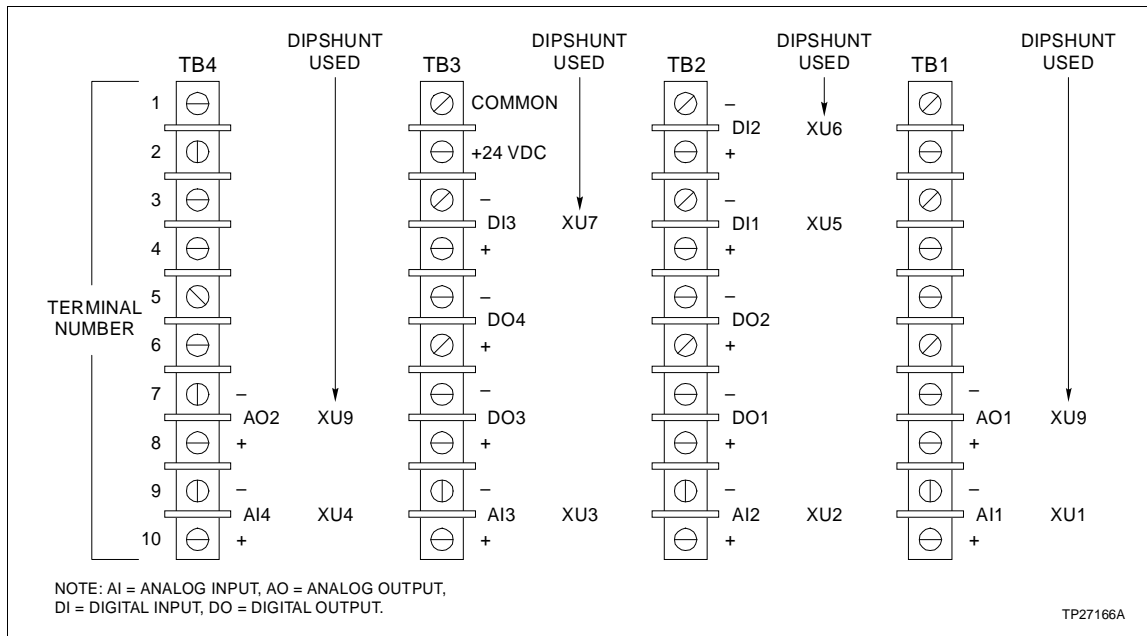 DIPSHUNT DIPSHUNT DIPSHUNT DIPSHUNT
TB4 USED TB3 USED TB2 USED TB1 USED
1 COMMON –
DI2 XU6
2 +24 VDC +
3 – –
DI3 XU7 DI1 XU5
4 + +
5 – –
TERMINAL DO4 DO2
NUMBER
6 + +
7 – – – –
AO2 XU9 DO3 DO1 AO1 XU9
8 + + + +
9 – – – –
AI4 XU4 AI3 XU3 AI2 XU2 AI1 XU1
10 + + + +
NOTE: AI = ANALOG INPUT, AO = ANALOG OUTPUT,
DI = DIGITAL INPUT, DO = DIGITAL OUTPUT.
TP27166A